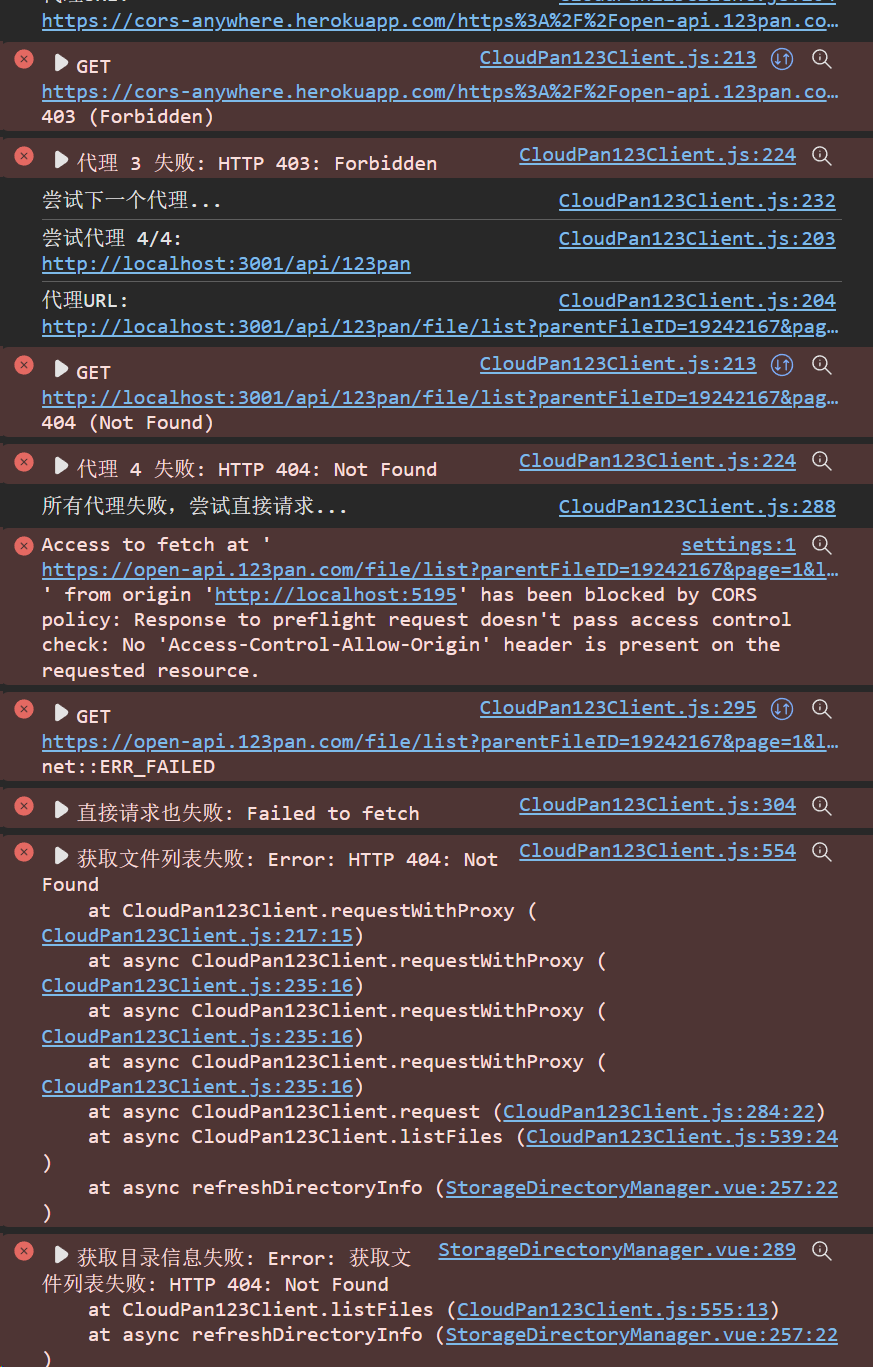 https://cors-anywhere.herokuapp.com/https%3A%2F%2Fopen-api.123pan.co…
GET CloudPan123Client.js:213
https://cors-anywhere.herokuapp.com/https%3A%2F%2Fopen-api.123pan.co…
403 (Forbidden)
代理 3 失败: HTTP 403: Forbidden CloudPan123Client.js:224
尝试下一个代理... CloudPan123Client.js:232
尝试代理 4/4: CloudPan123Client.js:203
http://localhost:3001/api/123pan
代理URL: CloudPan123Client.js:204
http://localhost:3001/api/123pan/file/list?parentFileID=19242167&pag…
GET CloudPan123Client.js:213
http://localhost:3001/api/123pan/file/list?parentFileID=19242167&pag…
404 (Not Found)
代理 4 失败: HTTP 404: Not Found CloudPan123Client.js:224
所有代理失败，尝试直接请求... CloudPan123Client.js:288
Access to fetch at ' settings:1
https://open-api.123pan.com/file/list?parentFileID=19242167&page=1&l…
' from origin 'http://localhost:5195' has been blocked by CORS
policy: Response to preflight request doesn't pass access control
check: No 'Access-Control-Allow-Origin' header is present on the
requested resource.
GET CloudPan123Client.js:295
https://open-api.123pan.com/file/list?parentFileID=19242167&page=1&l…
net::ERR_FAILED
直接请求也失败: Failed to fetch CloudPan123Client.js:304
获取文件列表失败: Error: HTTP 404: Not CloudPan123Client.js:554
Found
at CloudPan123Client.requestWithProxy (
CloudPan123Client.js:217:15)
at async CloudPan123Client.requestWithProxy (
CloudPan123Client.js:235:16)
at async CloudPan123Client.requestWithProxy (
CloudPan123Client.js:235:16)
at async CloudPan123Client.requestWithProxy (
CloudPan123Client.js:235:16)
at async CloudPan123Client.request (CloudPan123Client.js:284:22)
at async CloudPan123Client.listFiles (CloudPan123Client.js:539:24
)
at async refreshDirectoryInfo (StorageDirectoryManager.vue:257:22
)
获取目录信息失败: Error: 获取文 StorageDirectoryManager.vue:289
件列表失败: HTTP 404: Not Found
at CloudPan123Client.listFiles (CloudPan123Client.js:555:13)
at async refreshDirectoryInfo (StorageDirectoryManager.vue:257:22
)